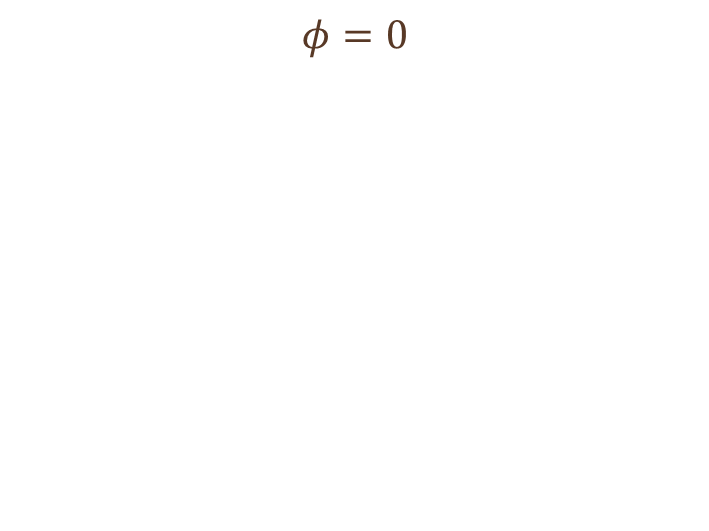 ϕ = 0